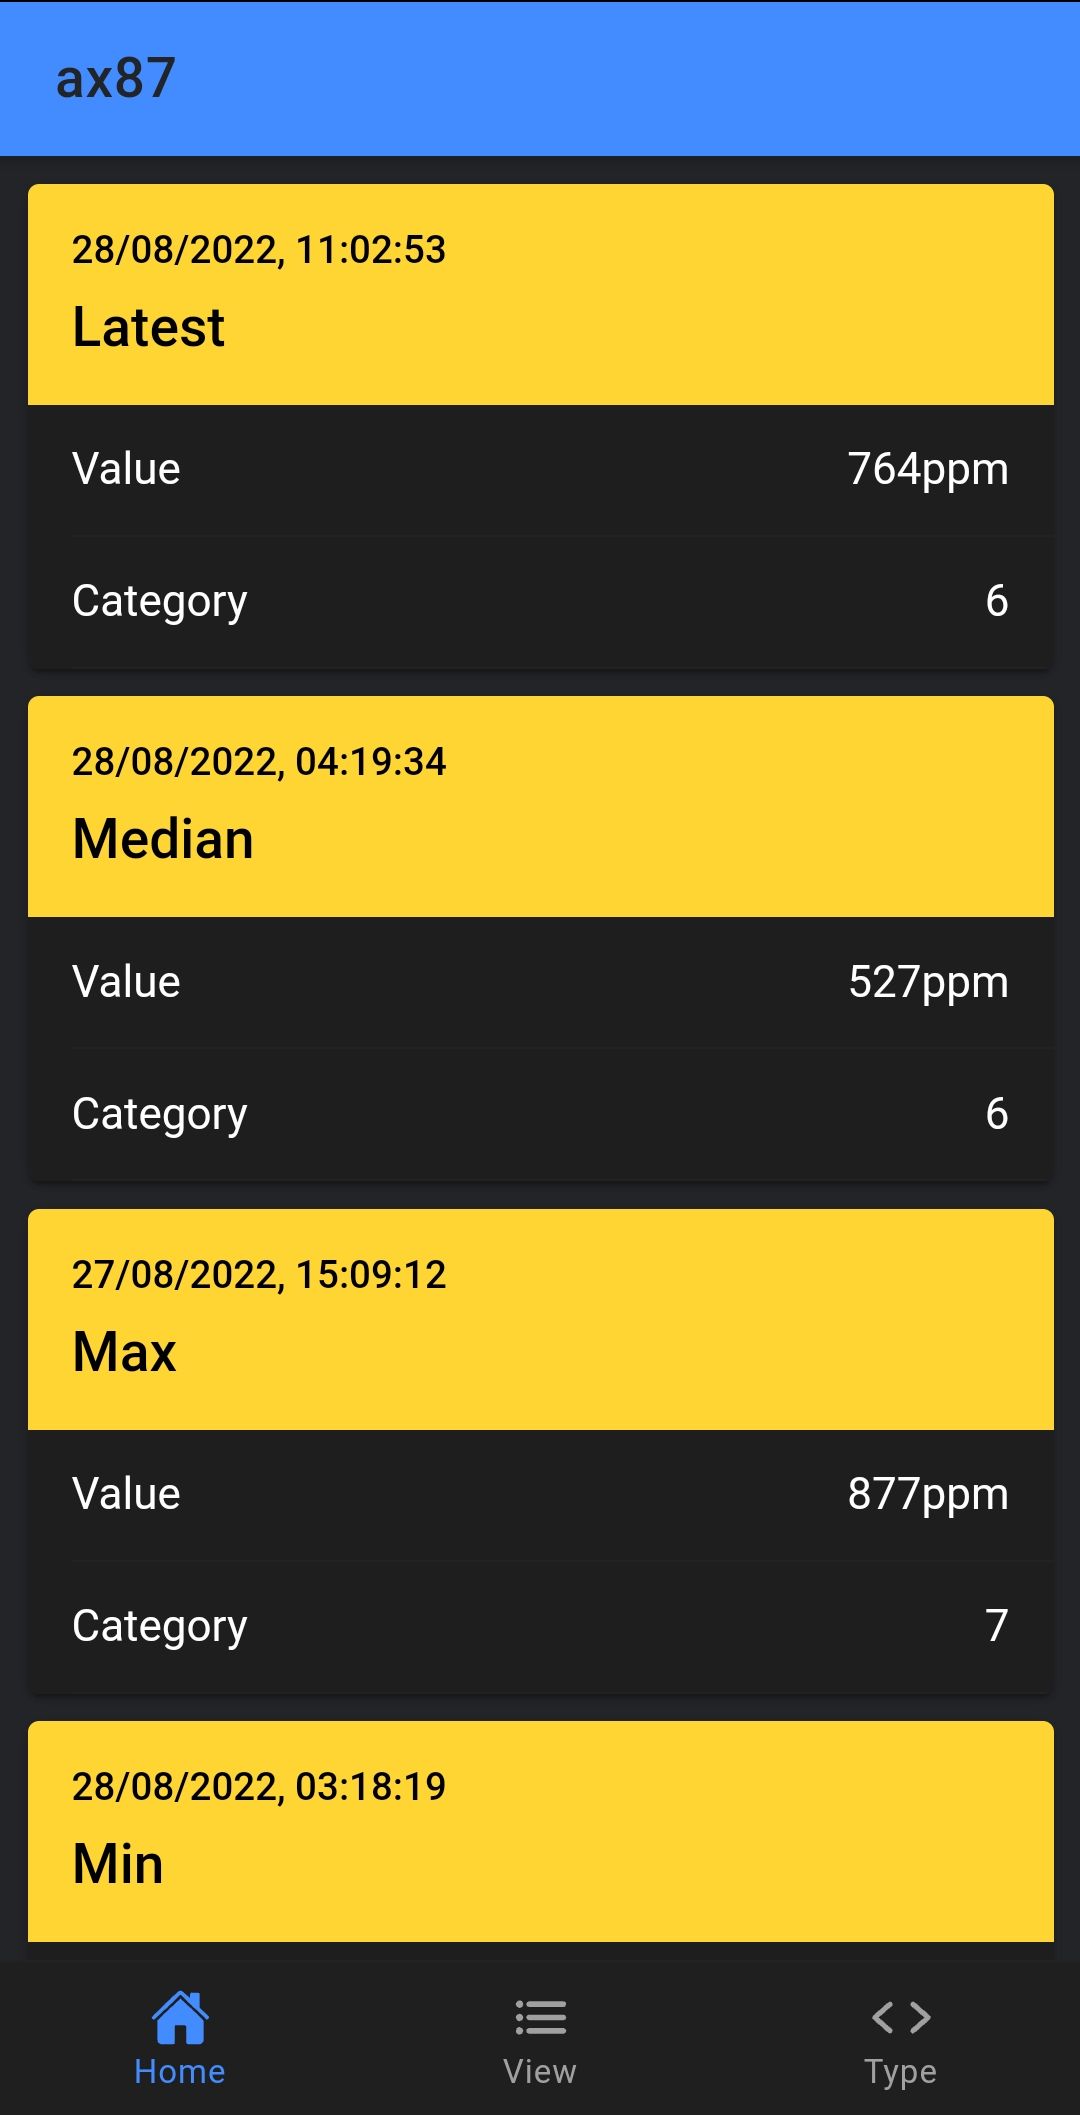 ax87
28/08/2022, 11:02:53
Latest
Value 764ppm
Category 6
28/08/2022, 04:19:34
Median
Value 527ppm
Category 6
27/08/2022, 15:09:12
Max
Value 877ppm
Category 7
28/08/2022, 03:18:19
Min
Home View Type